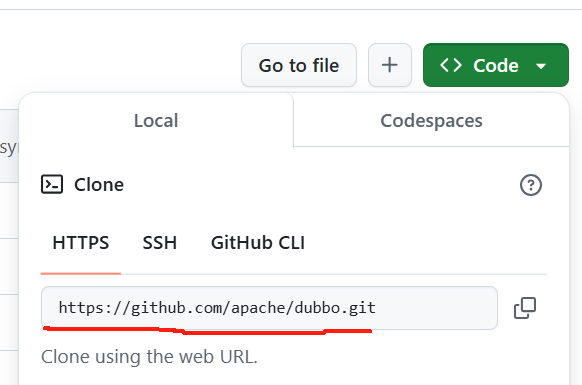 Go to file
Code
Local
Codespaces
sy
Clone
HTTPS
SSH
GitHub CLI
https://github.com/apache/dubbo.git
Clone using the web URL.